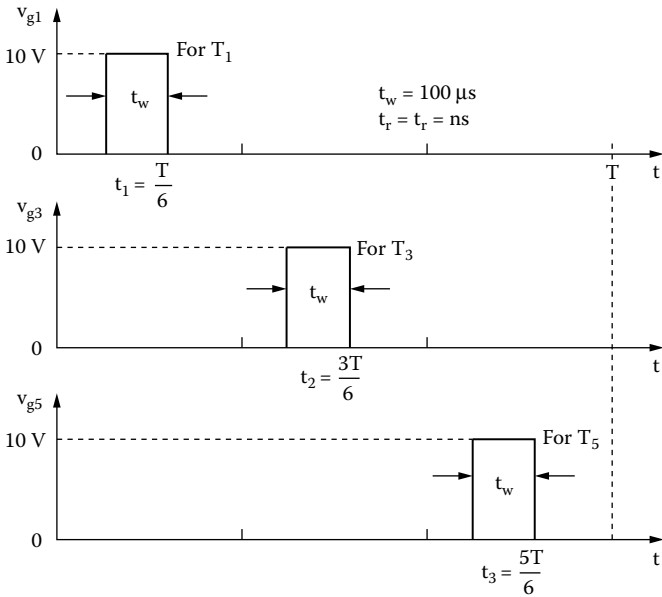 v_g1
10 V
For T_1
t_w
t_w = 100 μs
t_r = t_r = ns
0
T
t
t_1 = T/6
v_g3
10 V
For T_3
t_w
0
t
t_2 = 3T/6
v_g5
10 V
For T_5
t_w
0
t
t_3 = 5T/6